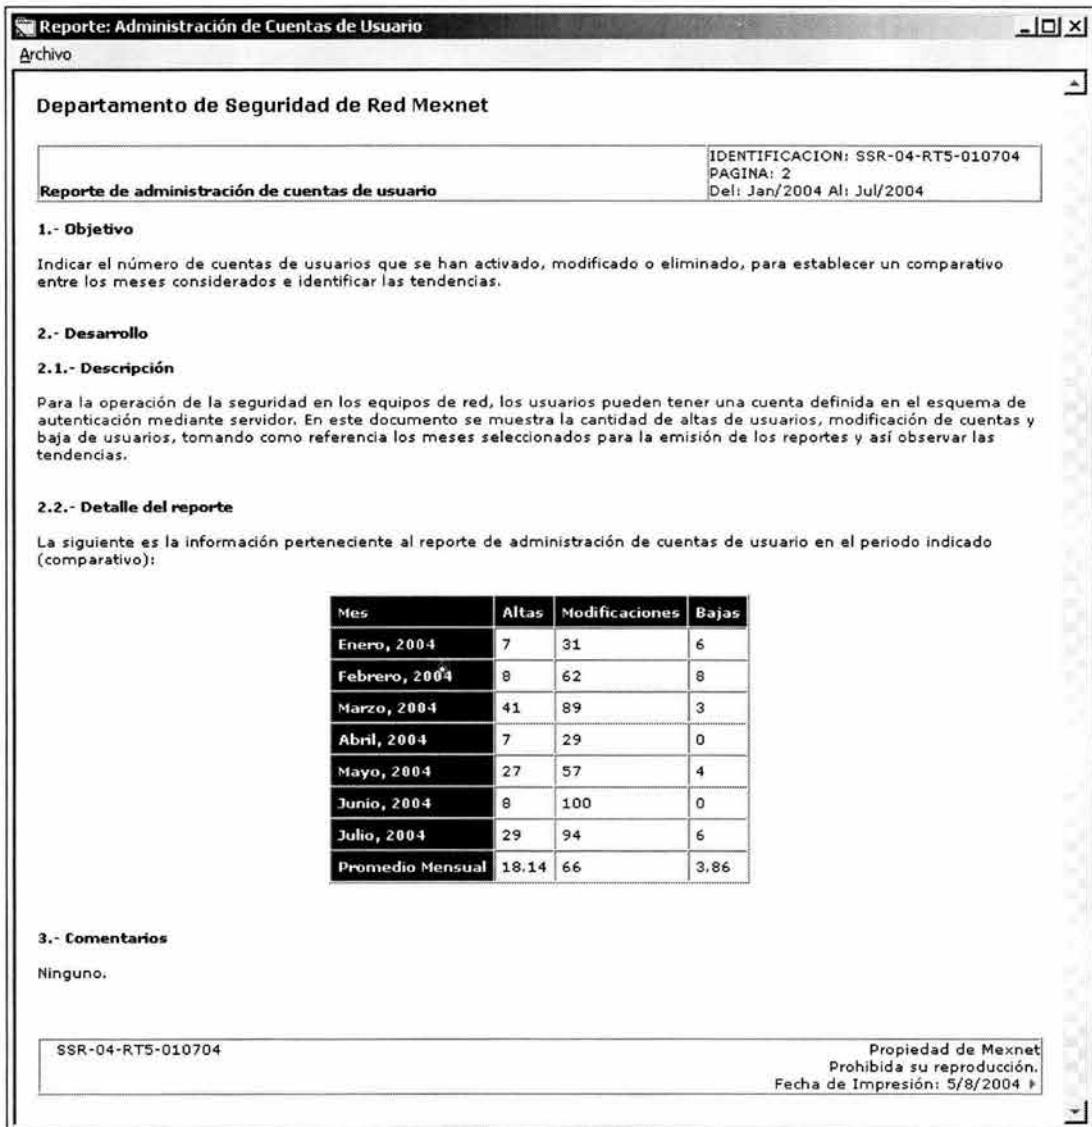 Reporte: Administración de Cuentas de Usuario
Archivo
Departamento de Seguridad de Red Mexnet
Reporte de administración de cuentas de usuario
IDENTIFICACION: SSR-04-RT5-010704
PAGINA: 2
Del: Jan/2004 Al: Jul/2004
1.- Objetivo
Indicar el número de cuentas de usuarios que se han activado, modificado o eliminado, para establecer un comparativo
entre los meses considerados e identificar las tendencias.
2.- Desarrollo
2.1.- Descripción
Para la operación de la seguridad en los equipos de red, los usuarios pueden tener una cuenta definida en el esquema de
autenticación mediante servidor. En este documento se muestra la cantidad de altas de usuarios, modificación de cuentas y
baja de usuarios, tomando como referencia los meses seleccionados para la emisión de los reportes y así observar las
tendencias.
2.2.- Detalle del reporte
La siguiente es la información perteneciente al reporte de administración de cuentas de usuario en el periodo indicado
(comparativo):
Mes Altas Modificaciones Bajas
Enero, 2004 7 31 6
Febrero, 2004 8 62 8
Marzo, 2004 41 89 3
Abril, 2004 7 29 0
Mayo, 2004 27 57 4
Junio, 2004 8 100 0
Julio, 2004 29 94 6
Promedio Mensual 18.14 66 3.86
3.- Comentarios
Ninguno.
SSR-04-RT5-010704
Propiedad de Mexnet
Prohibida su reproducción.
Fecha de Impresión: 5/8/2004